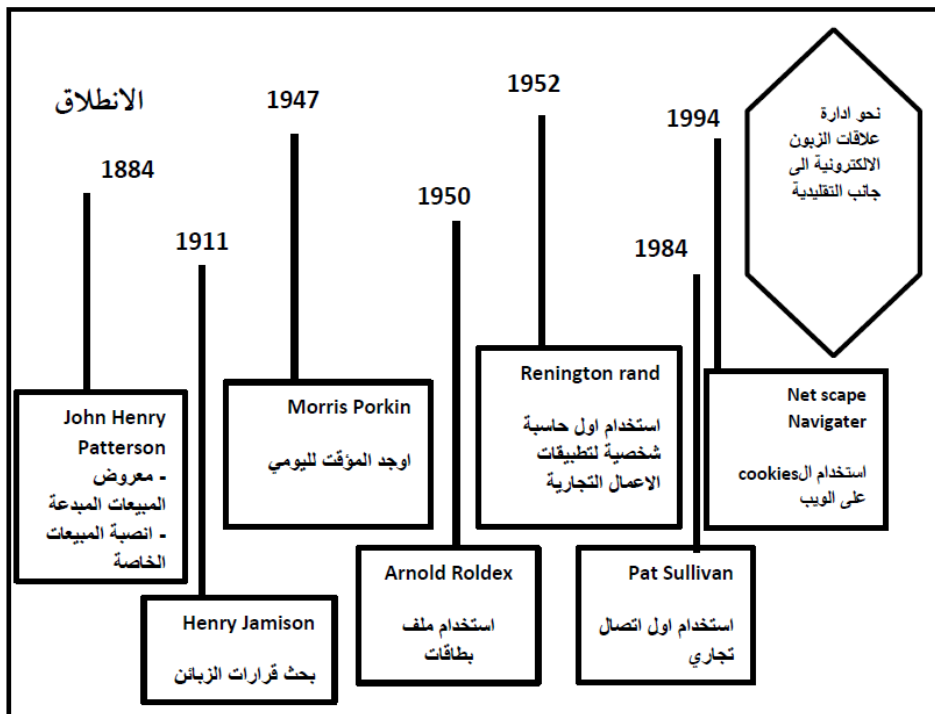 الانطلاق
1884
John Henry
Patterson
- معروض
المبيعات المبدعة
- انصبة المبيعات
الخاصة
1911
Henry Jamison
بحث قرارات الزبائن
1947
Morris Porkin
اوجد المؤقت لليومي
1950
Arnold Roldex
استخدام ملف
بطاقات
1952
Renington rand
استخدام اول حاسبة
شخصية لتطبيقات
الاعمال التجارية
1984
Pat Sullivan
استخدام اول اتصال
تجاري
1994
Net scape
Navigater
استخدام الcookies
على الويب
نحو ادارة
علاقات الزبون
الالكترونية الى
جانب التقليدية